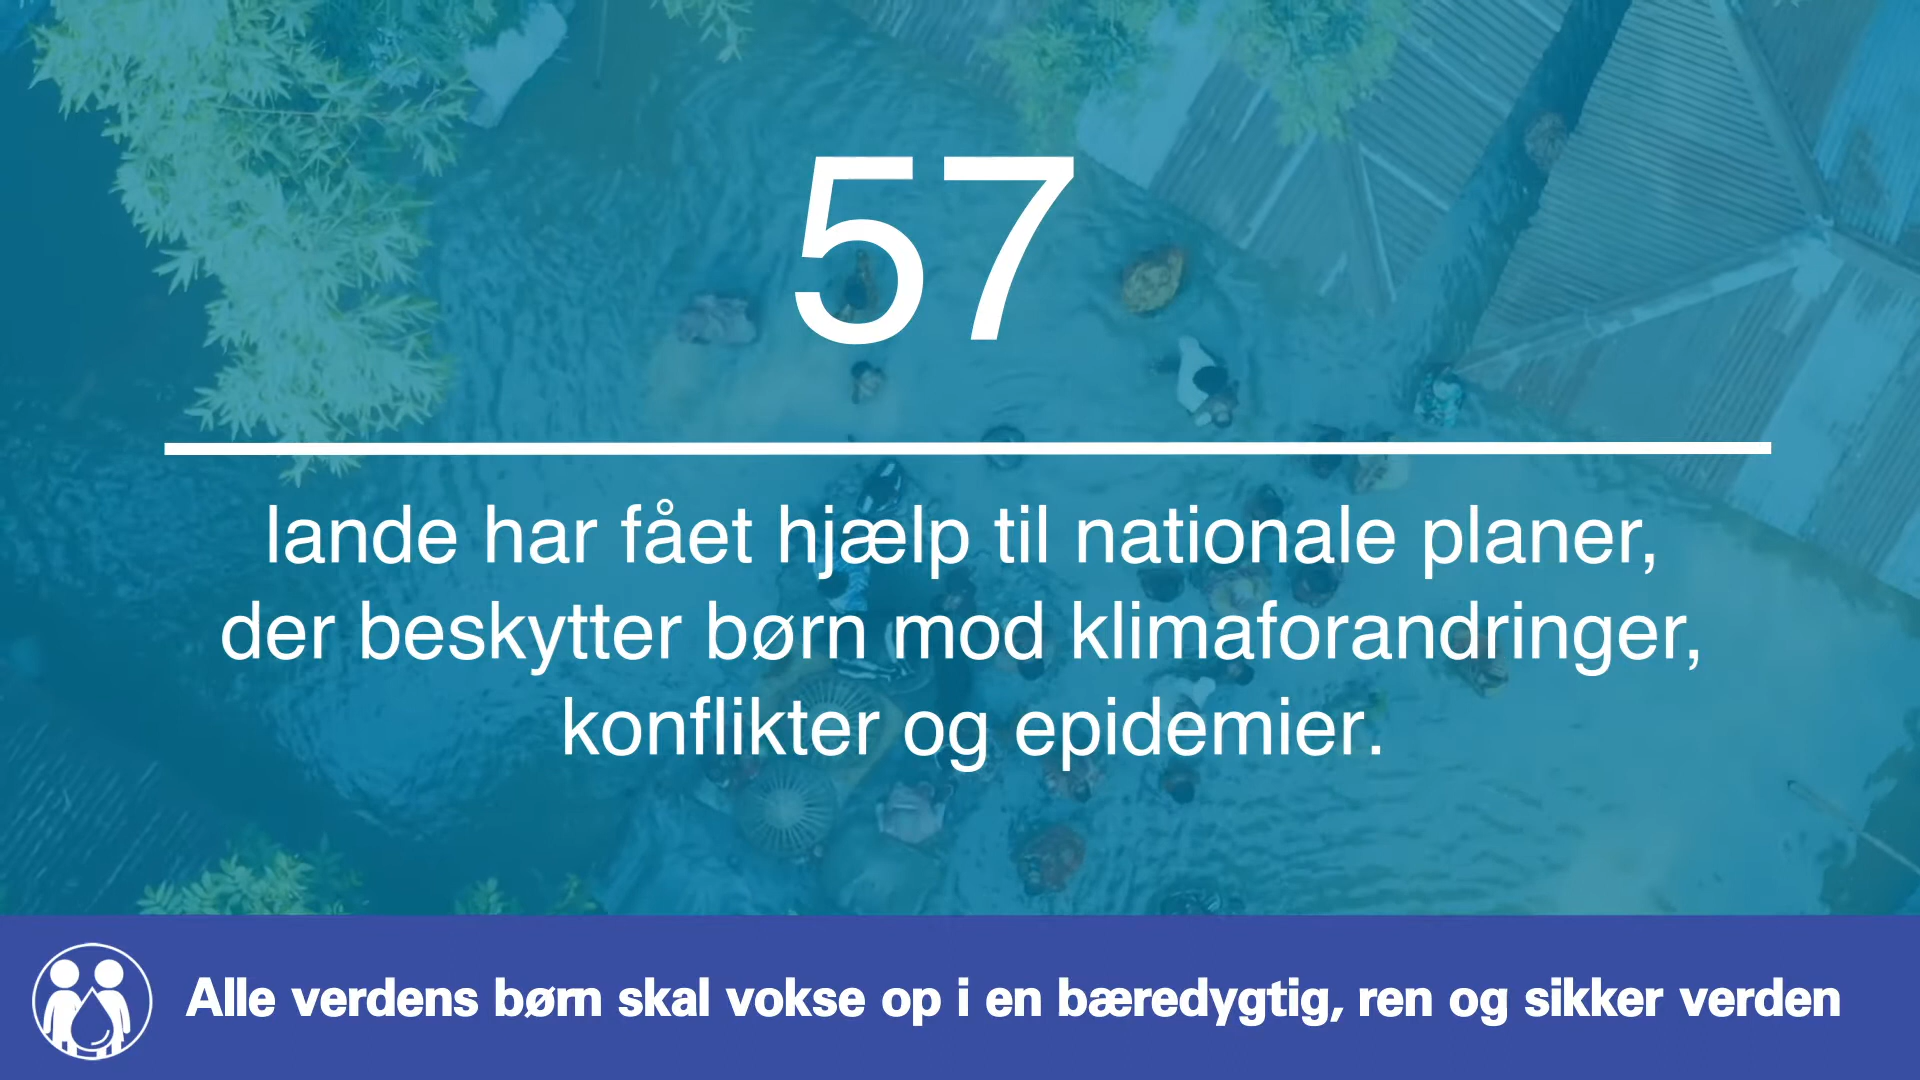 57
lande har fået hjælp til nationale planer,
der beskytter børn mod klimaforandringer,
konflikter og epidemier.
Alle verdens børn skal vokse op i en bæredygtig, ren og sikker verden